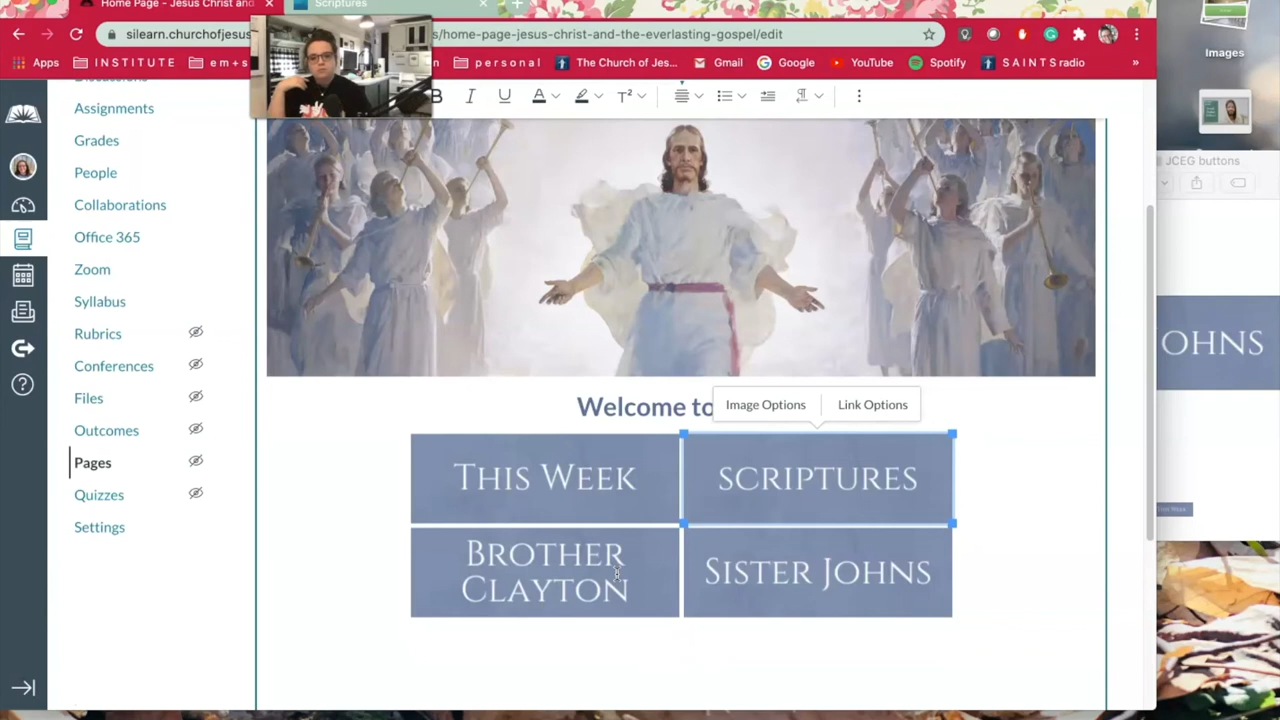 Home Page - Jesus Christ and
Scriptures
silearn.churchofjesus
s/home-page-jesus-christ-and-the-everlasting-gospel/edit
Apps
I N S T I T U T E
e m + s
n
p e r s o n a l
The Church of Jes...
Gmail
Google
YouTube
Spotify
S A I N T S radio
»
Images
JCEG buttons
B I U A T²
Assignments
Grades
People
Collaborations
Office 365
Zoom
Syllabus
Rubrics
Conferences
Files
Outcomes
Pages
Quizzes
Settings
Welcome to
Image Options
Link Options
THIS WEEK
SCRIPTURES
BROTHER
CLAYTON
SISTER JOHNS
OHNS